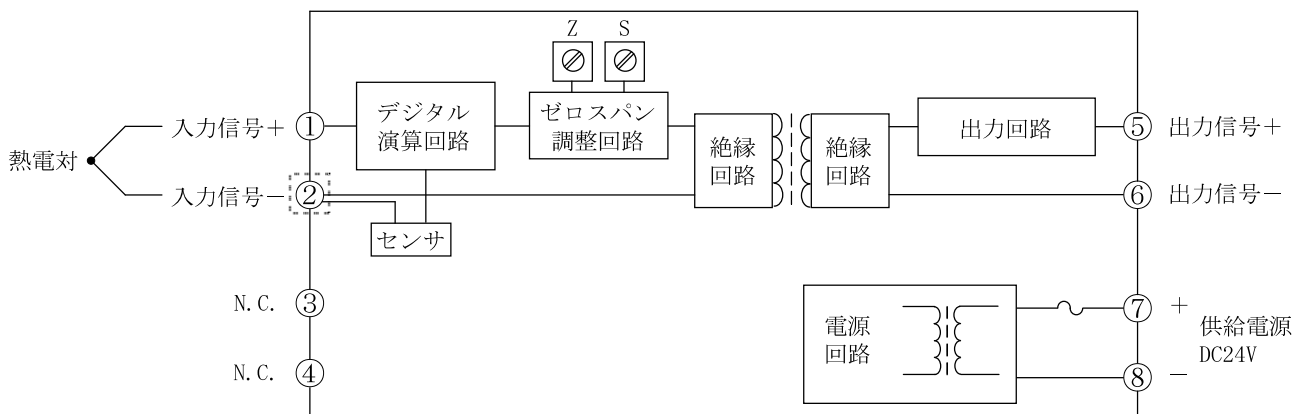 Z
S
デジタル
演算回路
ゼロスパン
調整回路
熱電対
入力信号+
①
絶縁
回路
絶縁
回路
出力回路
⑤
出力信号+
入力信号−
②
⑥
出力信号−
センサ
N.C.
③
N.C.
④
電源
回路
⑦
+
供給電源
DC24V
⑧
−